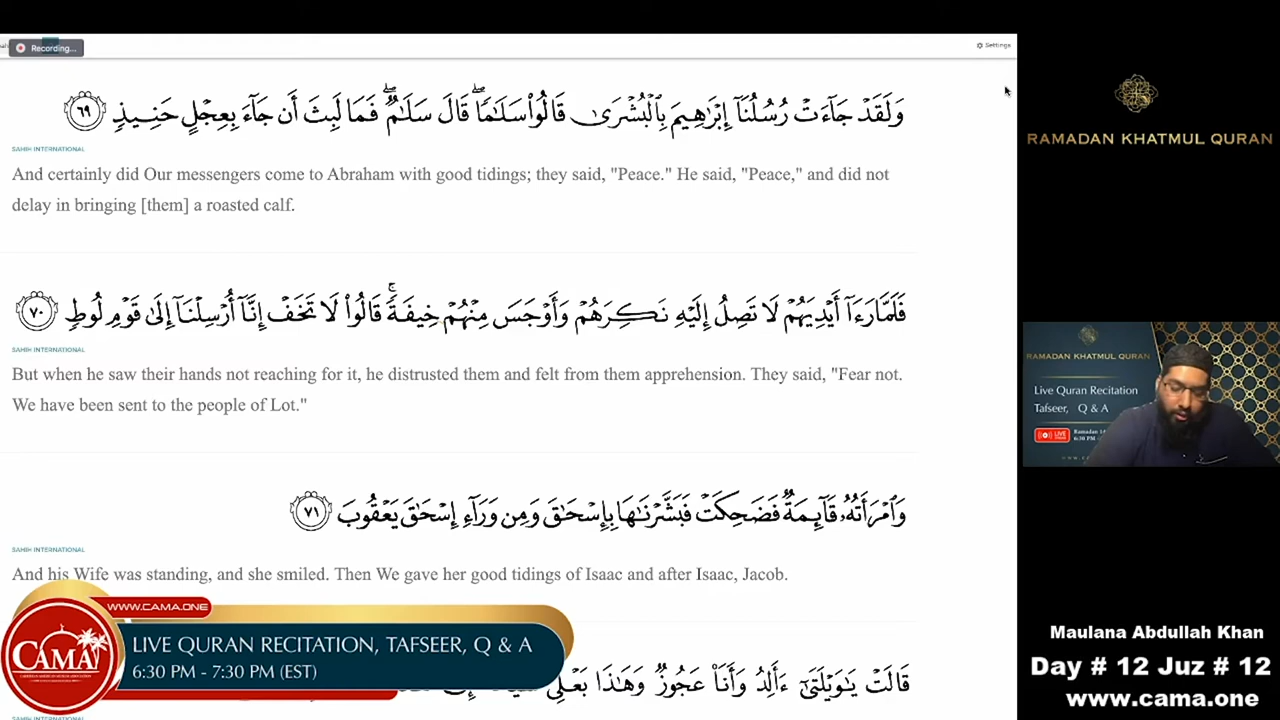 Recording...
Settings
وَلَقَدْ جَآءَتْ رُسُلُنَآ إِبْرَٰهِيمَ بِٱلْبُشْرَىٰ قَالُوا۟ سَلَـٰمًا ۖ قَالَ سَلَـٰمٌ ۖ فَمَا لَبِثَ أَن جَآءَ بِعِجْلٍ حَنِيذٍ ٦٩
SAHIH INTERNATIONAL
And certainly did Our messengers come to Abraham with good tidings; they said, "Peace." He said, "Peace," and did not
delay in bringing [them] a roasted calf.
فَلَمَّا رَءَآ أَيْدِيَهُمْ لَا تَصِلُ إِلَيْهِ نَكِرَهُمْ وَأَوْجَسَ مِنْهُمْ خِيفَةً ۚ قَالُوا۟ لَا تَخَفْ إِنَّآ أُرْسِلْنَآ إِلَىٰ قَوْمِ لُوطٍ ٧٠
SAHIH INTERNATIONAL
But when he saw their hands not reaching for it, he distrusted them and felt from them apprehension. They said, "Fear not.
We have been sent to the people of Lot."
وَٱمْرَأَتُهُۥ قَآئِمَةٌ فَضَحِكَتْ فَبَشَّرْنَـٰهَا بِإِسْحَـٰقَ وَمِن وَرَآءِ إِسْحَـٰقَ يَعْقُوبَ ٧١
SAHIH INTERNATIONAL
And his Wife was standing, and she smiled. Then We gave her good tidings of Isaac and after Isaac, Jacob.
قَالَتْ يَـٰوَيْلَتَىٰٓ ءَأَلِدُ وَأَنَا۠ عَجُوزٌ وَهَـٰذَا بَعْلِى
SAHIH INTERNATIONAL
WWW.CAMA.ONE
CAMA
LIVE QURAN RECITATION, TAFSEER, Q & A
6:30 PM - 7:30 PM (EST)
RAMADAN KHATMUL QURAN
RAMADAN KHATMUL QURAN
Live Quran Recitation
Tafseer, Q & A
LIVE
Maulana Abdullah Khan
Day # 12 Juz # 12
www.cama.one